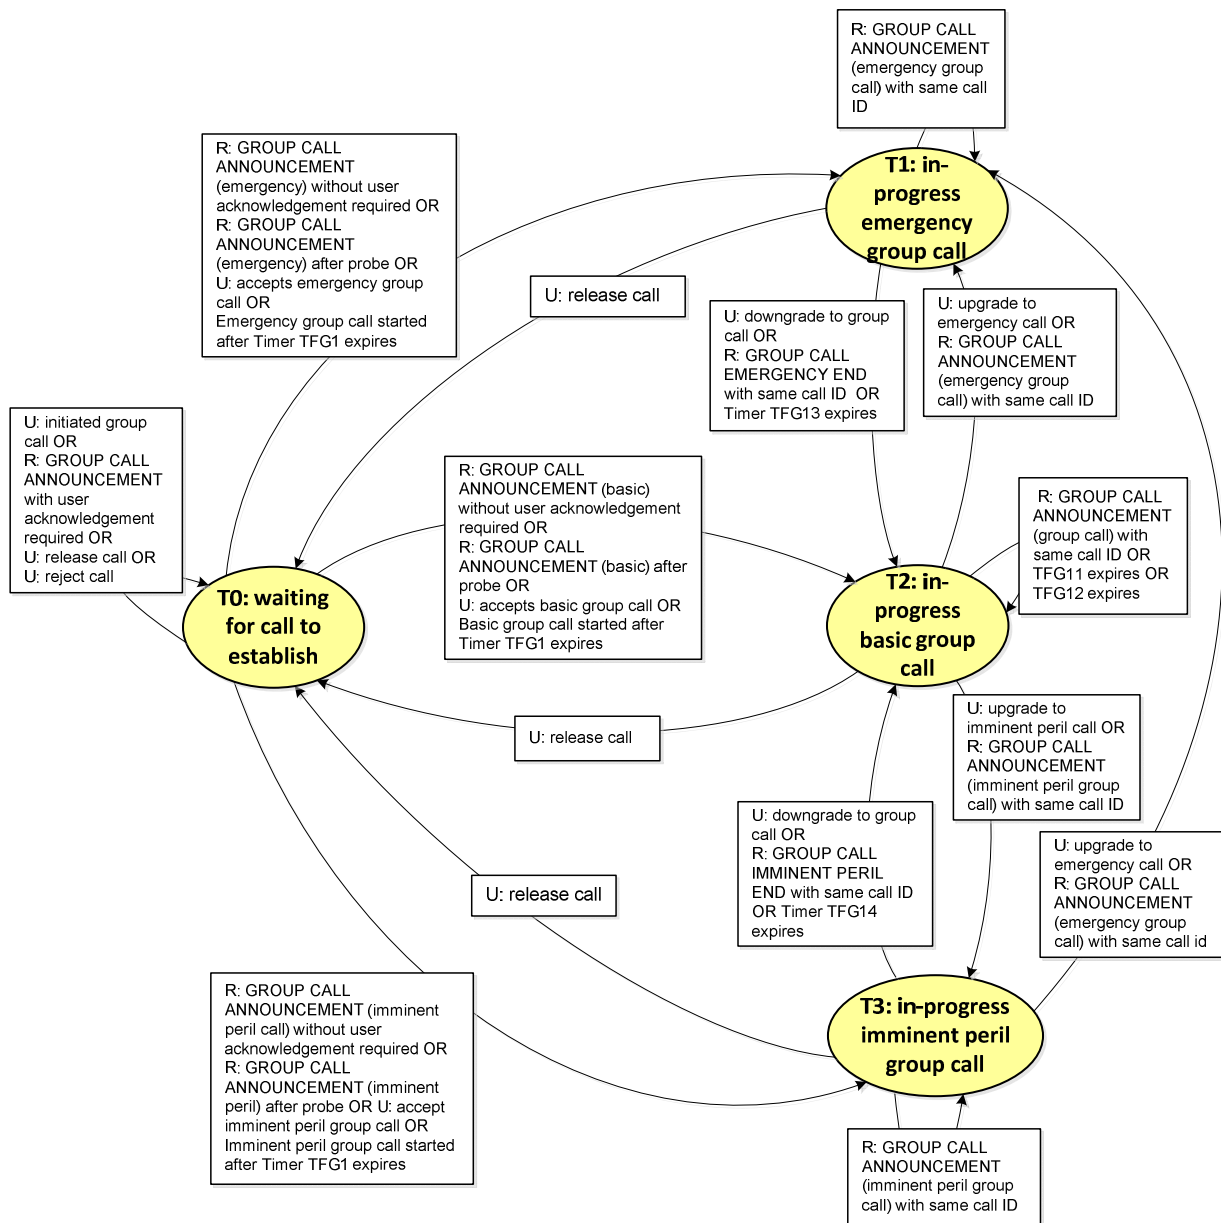 R: GROUP CALL
ANNOUNCEMENT
(emergency group
call) with same call
ID
R: GROUP CALL
ANNOUNCEMENT
(emergency) without user
acknowledgement required OR
R: GROUP CALL
ANNOUNCEMENT
(emergency) after probe OR
U: accepts emergency group
call OR
Emergency group call started
after Timer TFG1 expires
T1: in-
progress
emergency
group call
U: release call
U: downgrade to group
call OR
R: GROUP CALL
EMERGENCY END
with same call ID OR
Timer TFG13 expires
U: upgrade to
emergency call OR
R: GROUP CALL
ANNOUNCEMENT
(emergency group
call) with same call ID
U: initiated group
call OR
R: GROUP CALL
ANNOUNCEMENT
with user
acknowledgement
required OR
U: release call OR
U: reject call
R: GROUP CALL
ANNOUNCEMENT (basic)
without user acknowledgement
required OR
R: GROUP CALL
ANNOUNCEMENT (basic) after
probe OR
U: accepts basic group call OR
Basic group call started after
Timer TFG1 expires
R: GROUP CALL
ANNOUNCEMENT
(group call) with
same call ID OR
TFG11 expires OR
TFG12 expires
T0: waiting
for call to
establish
T2: in-
progress
basic group
call
U: release call
U: upgrade to
imminent peril call OR
R: GROUP CALL
ANNOUNCEMENT
(imminent peril group
call) with same call ID
U: downgrade to group
call OR
R: GROUP CALL
IMMINENT PERIL
END with same call ID
OR Timer TFG14
expires
U: upgrade to
emergency call OR
R: GROUP CALL
ANNOUNCEMENT
(emergency group
call) with same call id
U: release call
R: GROUP CALL
ANNOUNCEMENT (imminent
peril call) without user
acknowledgement required OR
R: GROUP CALL
ANNOUNCEMENT (imminent
peril) after probe OR U: accept
imminent peril group call OR
Imminent peril group call started
after Timer TFG1 expires
T3: in-progress
imminent peril
group call
R: GROUP CALL
ANNOUNCEMENT
(imminent peril group
call) with same call ID